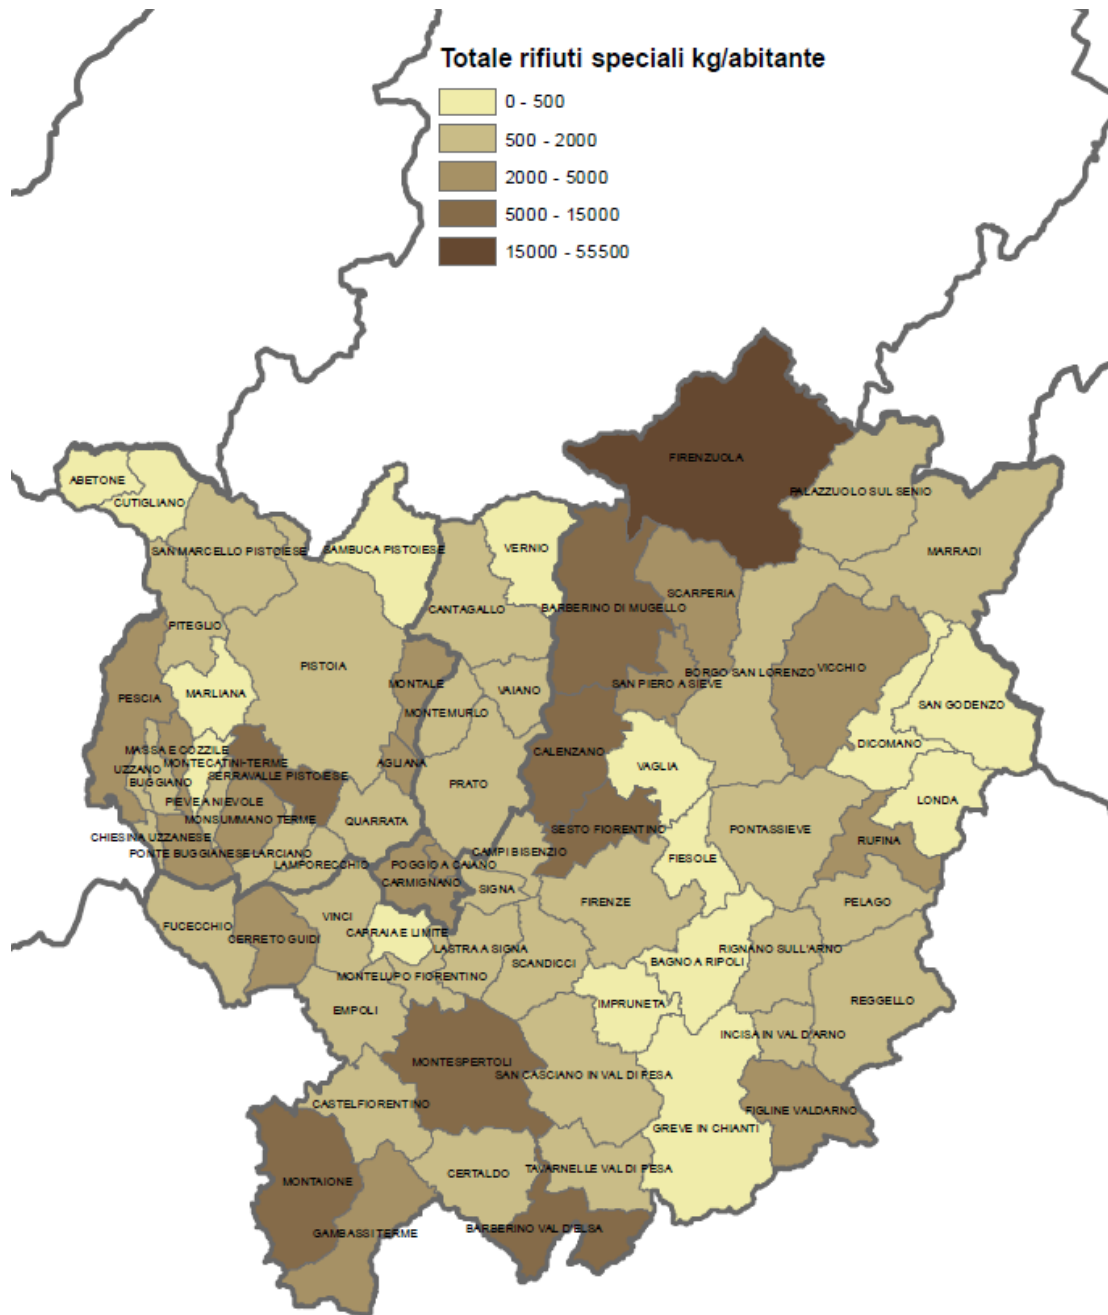 Totale rifiuti speciali kg/abitante
0 - 500
500 - 2000
2000 - 5000
5000 - 15000
15000 - 55500
FIRENZUOLA
ABETONE
CUTIGLIANO
PALAZZUOLO SUL SENIO
SAN MARCELLO PISTOIESE
SAMBUCA PISTOIESE
VERNIO
MARRADI
SCARPERIA
CANTAGALLO
BARBERINO DI MUGELLO
PITEGLIO
PISTOIA
VICCHIO
BORGO SAN LORENZO
MONTALE
SAN PIERO A SIEVE
VAIANO
PESCIA
MARLIANA
SAN GODENZO
MONTEMURLO
DICOMANO
MASSA E COZZILE
CALENZANO
MONTECATINI-TERME
AGLIANA
VAGLIA
UZZANO
SERRAVALLE PISTOIESE
BUGGIANO
PRATO
PIEVE A NIEVOLE
LONDA
MONSUMMANO TERME
QUARRATA
SESTO FIORENTINO
PONTASSIEVE
CHIESINA UZZANESE
RUFINA
PONTE BUGGIANESE
LARCIANO
CAMPI BISENZIO
FIESOLE
LAMPORECCHIO
POGGIO A CAIANO
CARMIGNANO
SIGNA
FIRENZE
PELAGO
VINCI
FUCECCHIO
CAPRAIA E LIMITE
CERRETO GUIDI
LASTRA A SIGNA
RIGNANO SULL'ARNO
SCANDICCI
BAGNO A RIPOLI
MONTELUPO FIORENTINO
REGGELLO
IMPRUNETA
EMPOLI
INCISA IN VAL D'ARNO
MONTESPERTOLI
SAN CASCIANO IN VAL DI PESA
CASTELFIORENTINO
FIGLINE VALDARNO
GREVE IN CHIANTI
TAVARNELLE VAL DI PESA
CERTALDO
MONTAIONE
BARBERINO VAL D'ELSA
GAMBASSI TERME